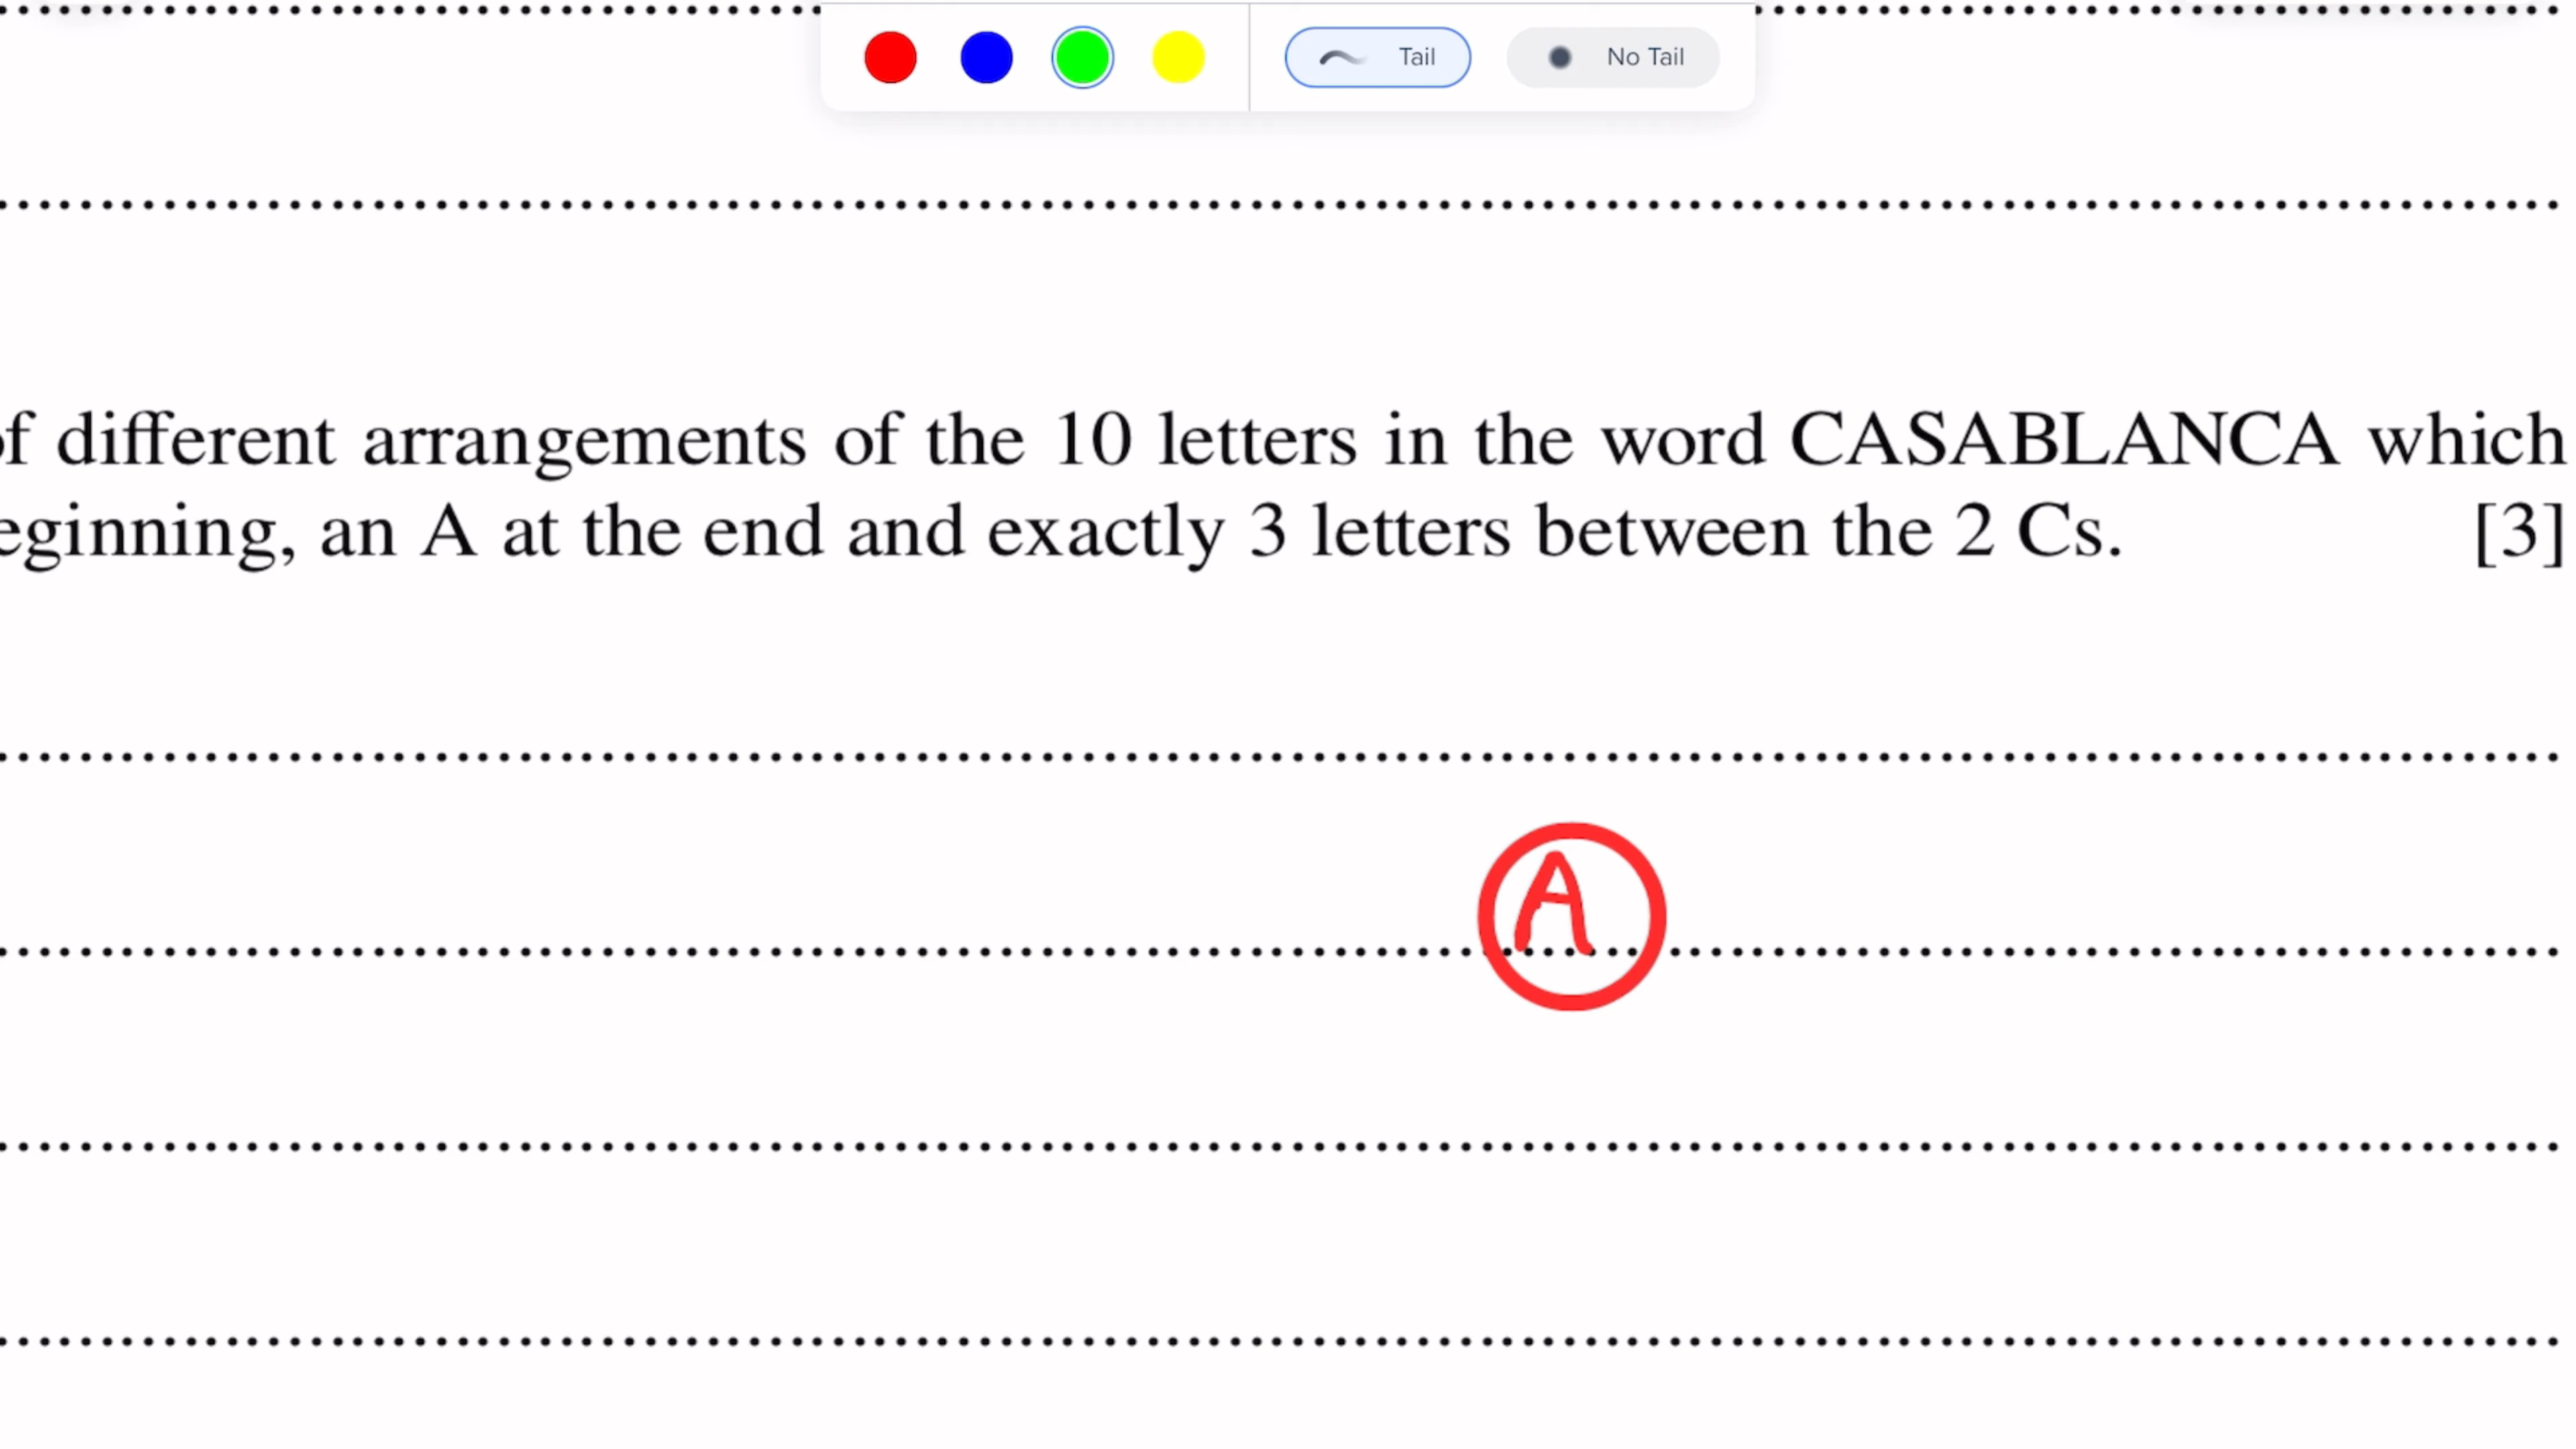 Tail No Tail
of different arrangements of the 10 letters in the word CASABLANCA which
eginning, an A at the end and exactly 3 letters between the 2 Cs. [3]
A